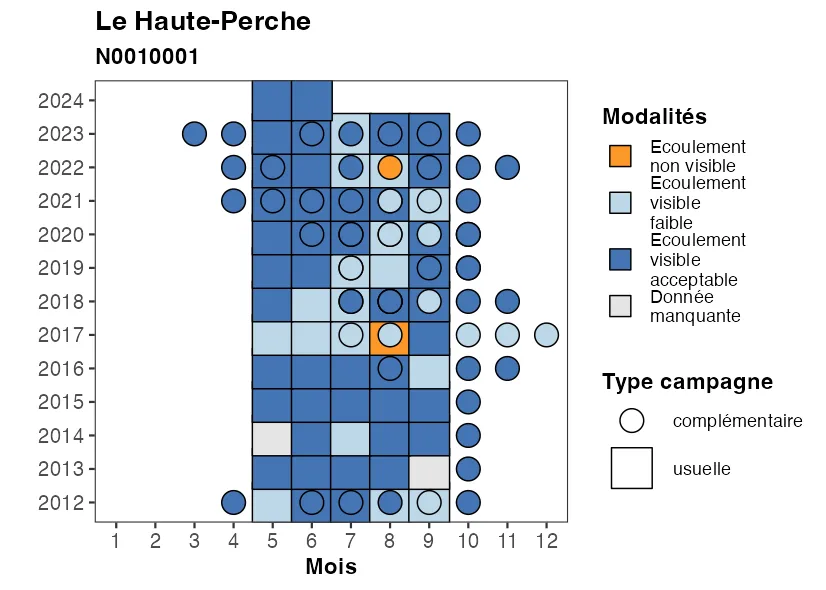 Le Haute-Perche
N0010001
2024
2023
2022
2021
2020
2019
2018
2017
2016
2015
2014
2013
2012
1 2 3 4 5 6 7 8 9 10 11 12
Mois
Modalités
Ecoulement
non visible
Ecoulement
visible
faible
Ecoulement
visible
acceptable
Donnée
manquante
Type campagne
complémentaire
usuelle